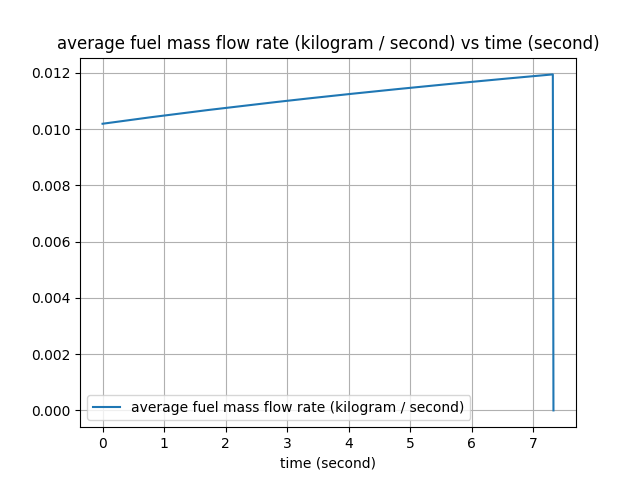 average fuel mass flow rate (kilogram / second) vs time (second)
0.012
0.010
0.008
0.006
0.004
0.002
0.000
average fuel mass flow rate (kilogram / second)
0 1 2 3 4 5 6 7
time (second)